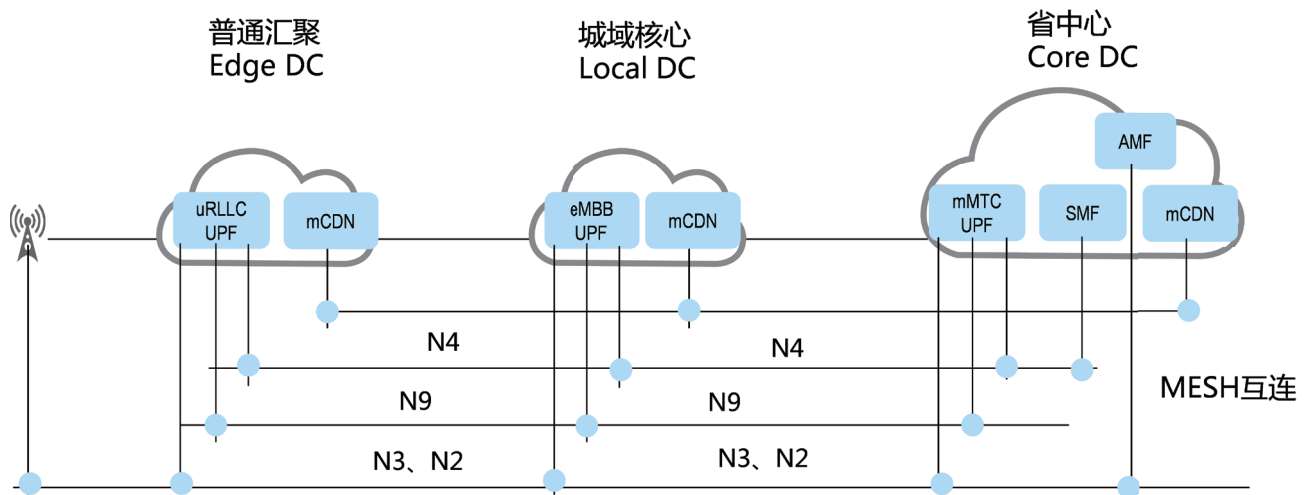 普通汇聚
Edge DC
城域核心
Local DC
省中心
Core DC
AMF
uRLLC
UPF
mCDN
eMBB
UPF
mCDN
mMTC
UPF
SMF
mCDN
N4
N4
MESH互连
N9
N9
N3、N2
N3、N2